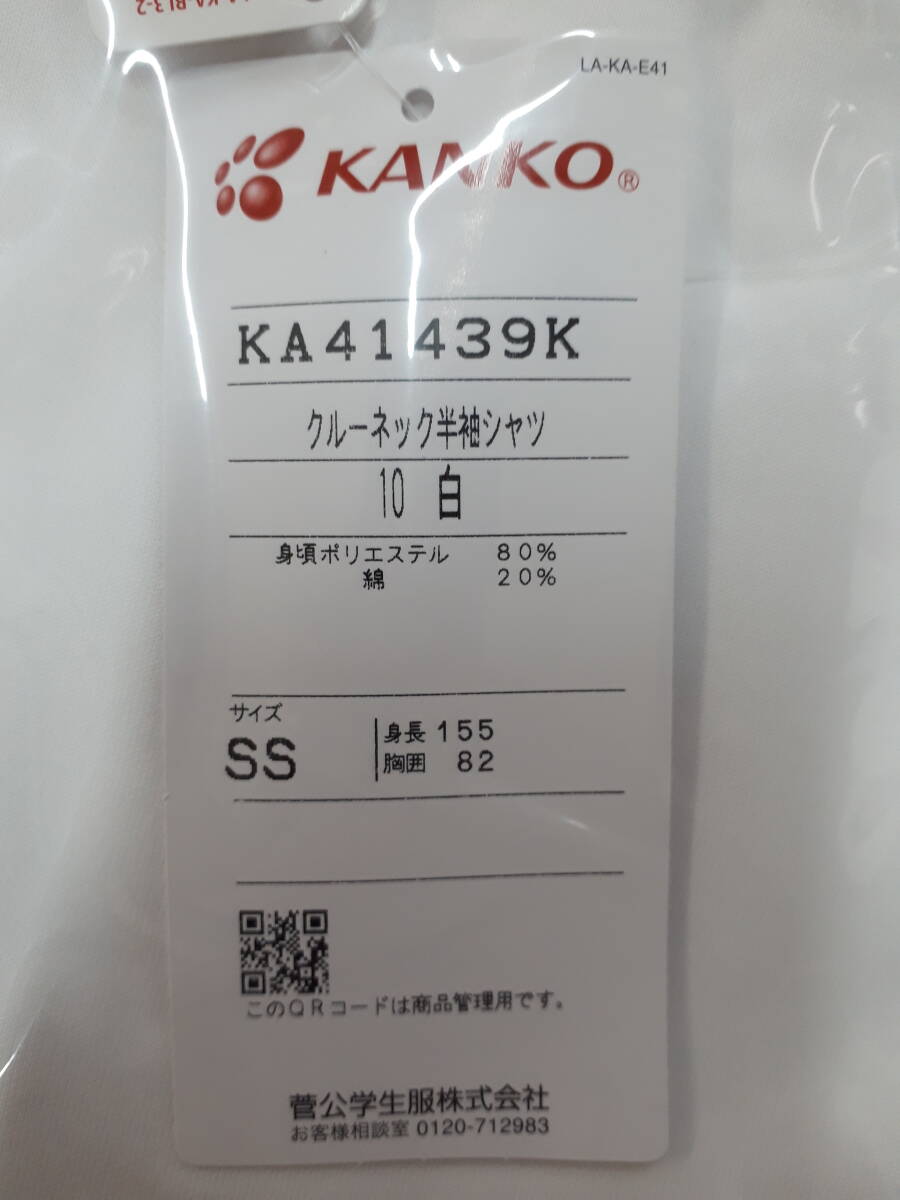 LA-KA-E41
KANKO®
KA41439K
クルーネック半袖シャツ
10 白
身頃ポリエステル 80%
綿 20%
サイズ
SS
身長 155
胸囲 82
このQRコードは商品管理用です。
菅公学生服株式会社
お客様相談室 0120-712983